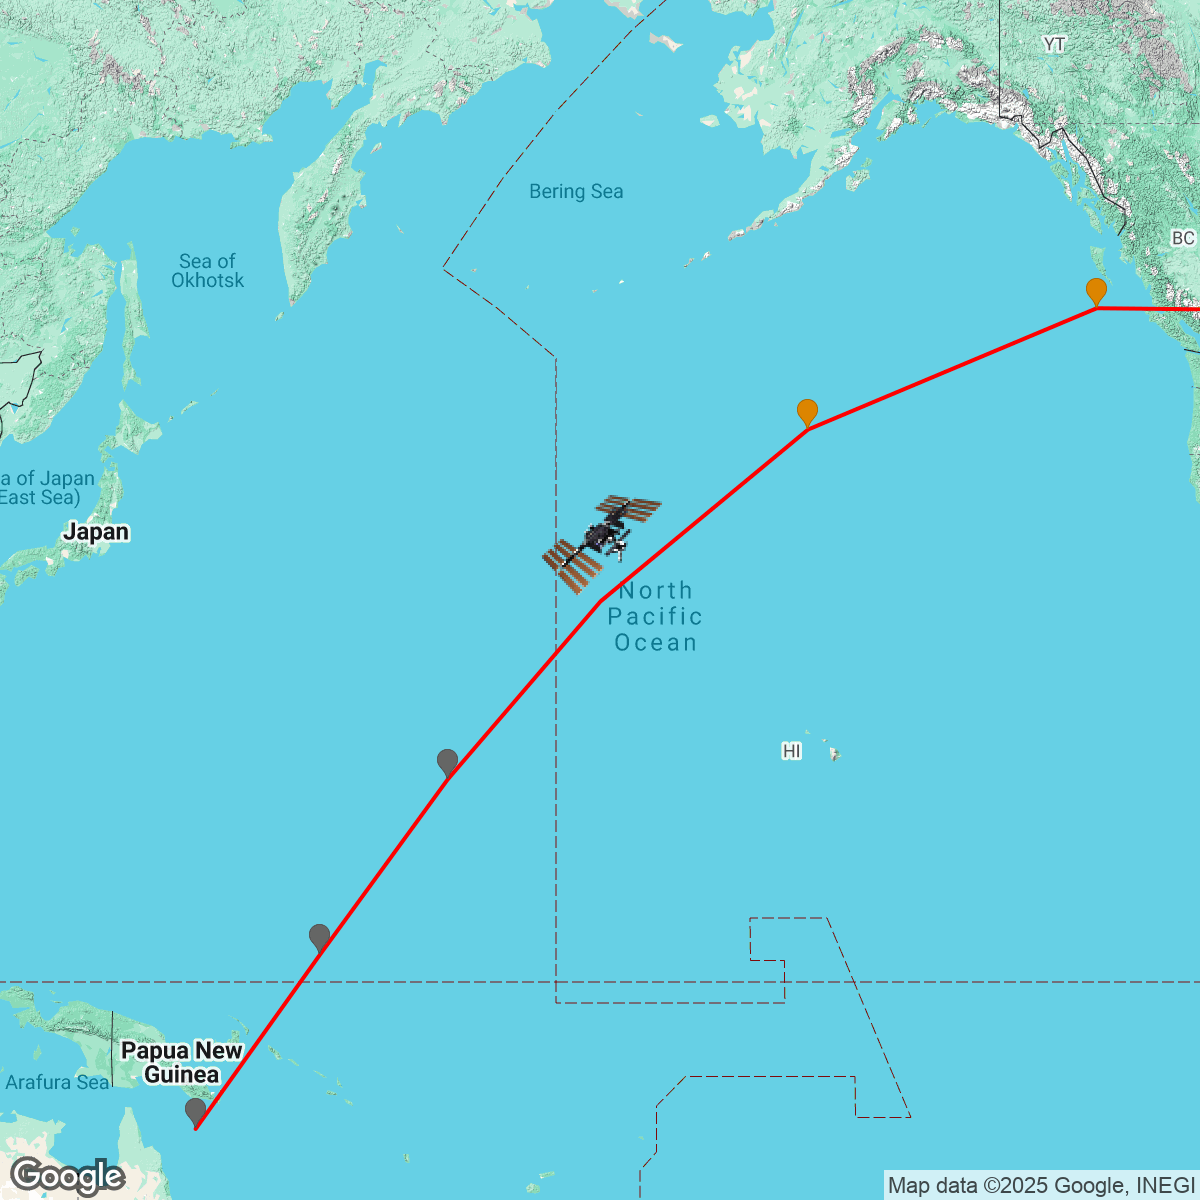 YT
Bering Sea
BC
Sea of
Okhotsk
a of Japan
East Sea)
Japan
North
Pacific
Ocean
HI
Papua New
Guinea
Arafura Sea
Google
Map data ©2025 Google, INEGI